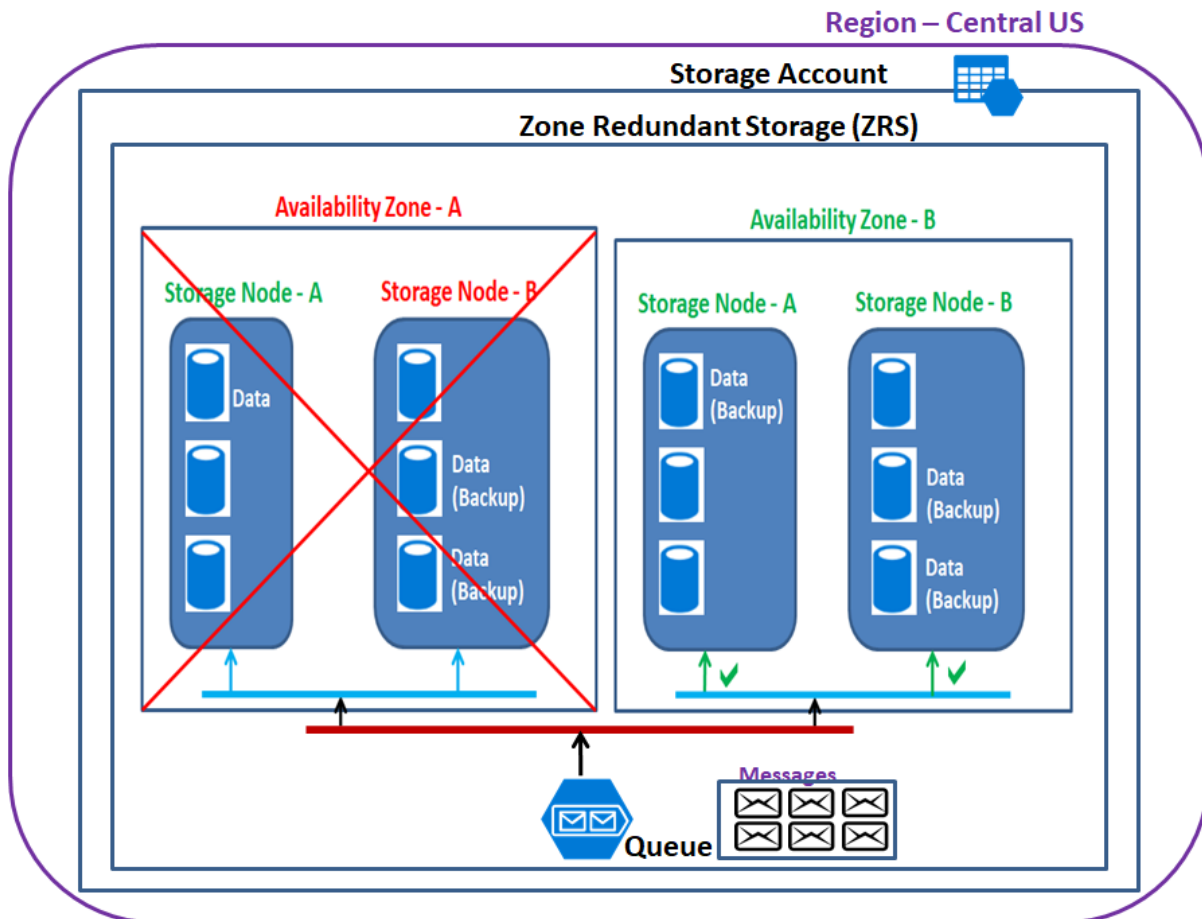 Region – Central US
Storage Account
Zone Redundant Storage (ZRS)
Availability Zone - A
Availability Zone - B
Storage Node - A
Storage Node - B
Storage Node - A
Storage Node - B
Data
Data
(Backup)
Data
(Backup)
Data
(Backup)
Data
(Backup)
Data
(Backup)
Messages
Queue